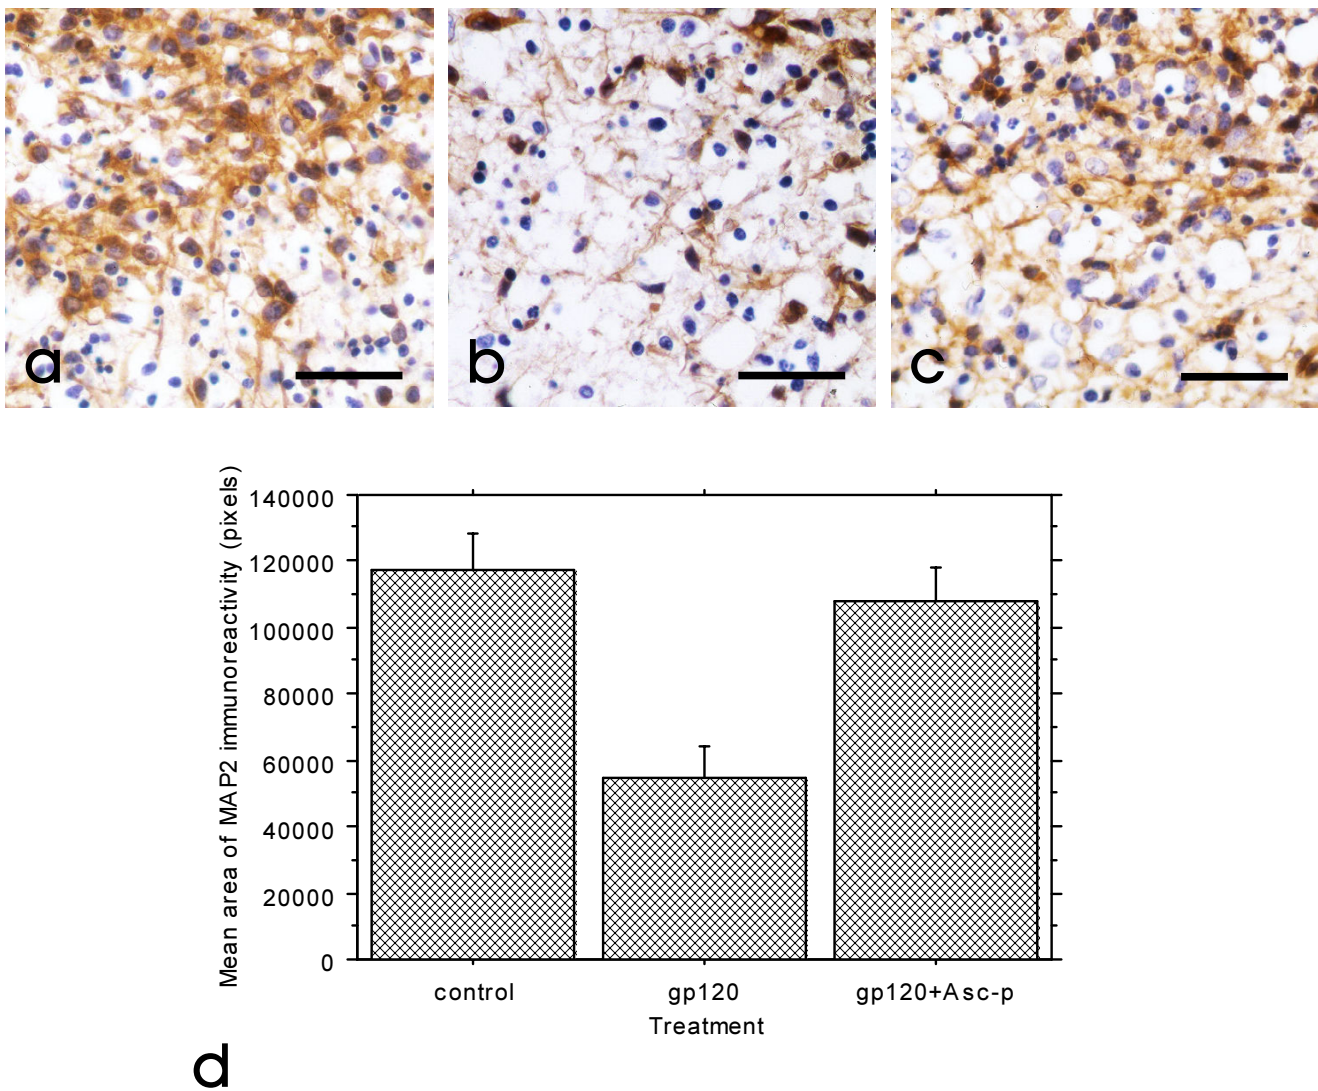 a
b
c
Mean area of MAP2 immunoreactivity (pixels)
140000
120000
100000
80000
60000
40000
20000
0
control gp120 gp120+Asc-p
Treatment
d